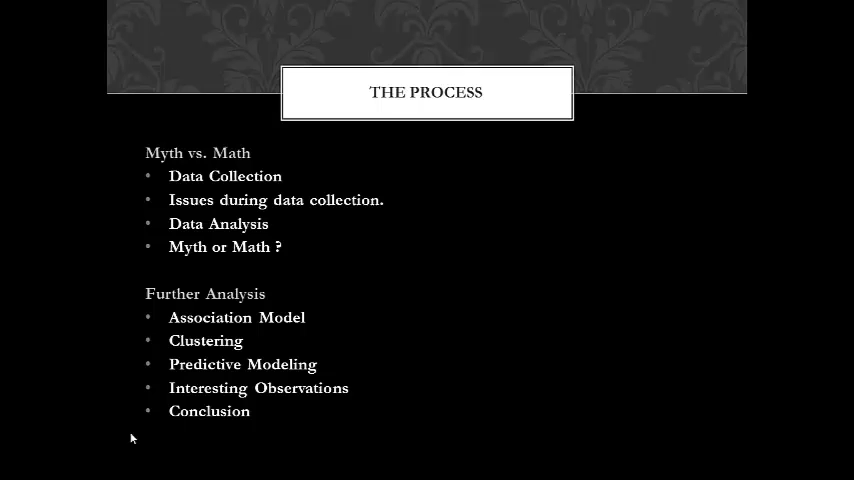 THE PROCESS
Myth vs. Math
• Data Collection
• Issues during data collection.
• Data Analysis
• Myth or Math ?
Further Analysis
• Association Model
• Clustering
• Predictive Modeling
• Interesting Observations
• Conclusion